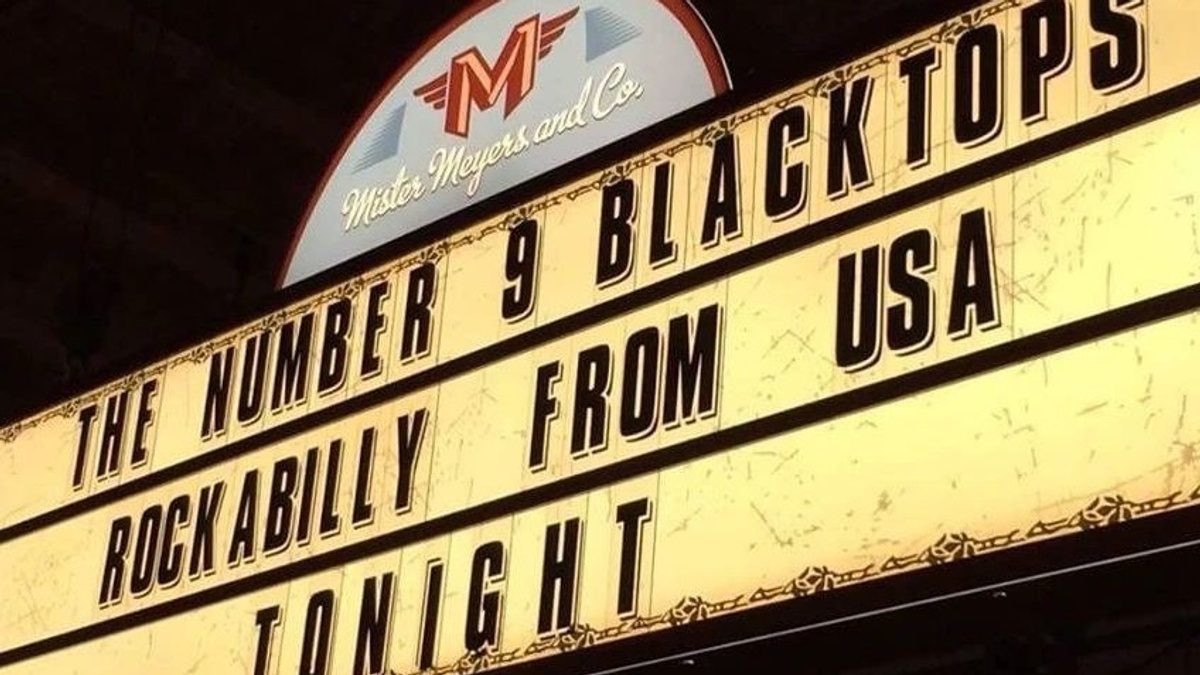 M
Mister Meyers and Co.
THE NUMBER 9 BLACKTOPS
ROCKABILLY FROM USA
TONIGHT